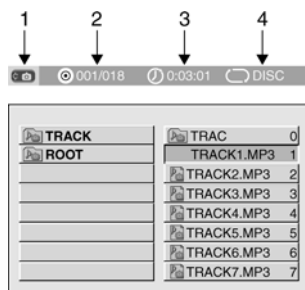 1 2 3 4
001/018 0:03:01 DISC
TRACK TRAC 0
ROOT TRACK1.MP3 1
TRACK2.MP3 2
TRACK3.MP3 3
TRACK4.MP3 4
TRACK5.MP3 5
TRACK6.MP3 6
TRACK7.MP3 7